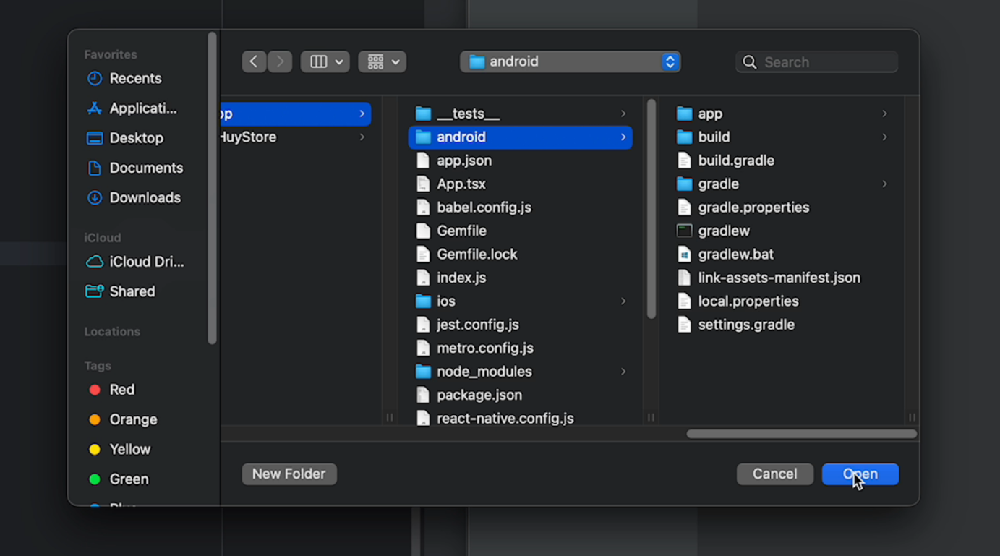 Favorites
Recents
Applicati...
Desktop
Documents
Downloads
iCloud
iCloud Dri...
Shared
Locations
Tags
Red
Orange
Yellow
Green
android
Search
HuyStore
__tests__
android
app.json
App.tsx
babel.config.js
Gemfile
Gemfile.lock
index.js
ios
jest.config.js
metro.config.js
node_modules
package.json
react-native.config.js
app
build
build.gradle
gradle
gradle.properties
gradlew
gradlew.bat
link-assets-manifest.json
local.properties
settings.gradle
New Folder
Cancel
Open